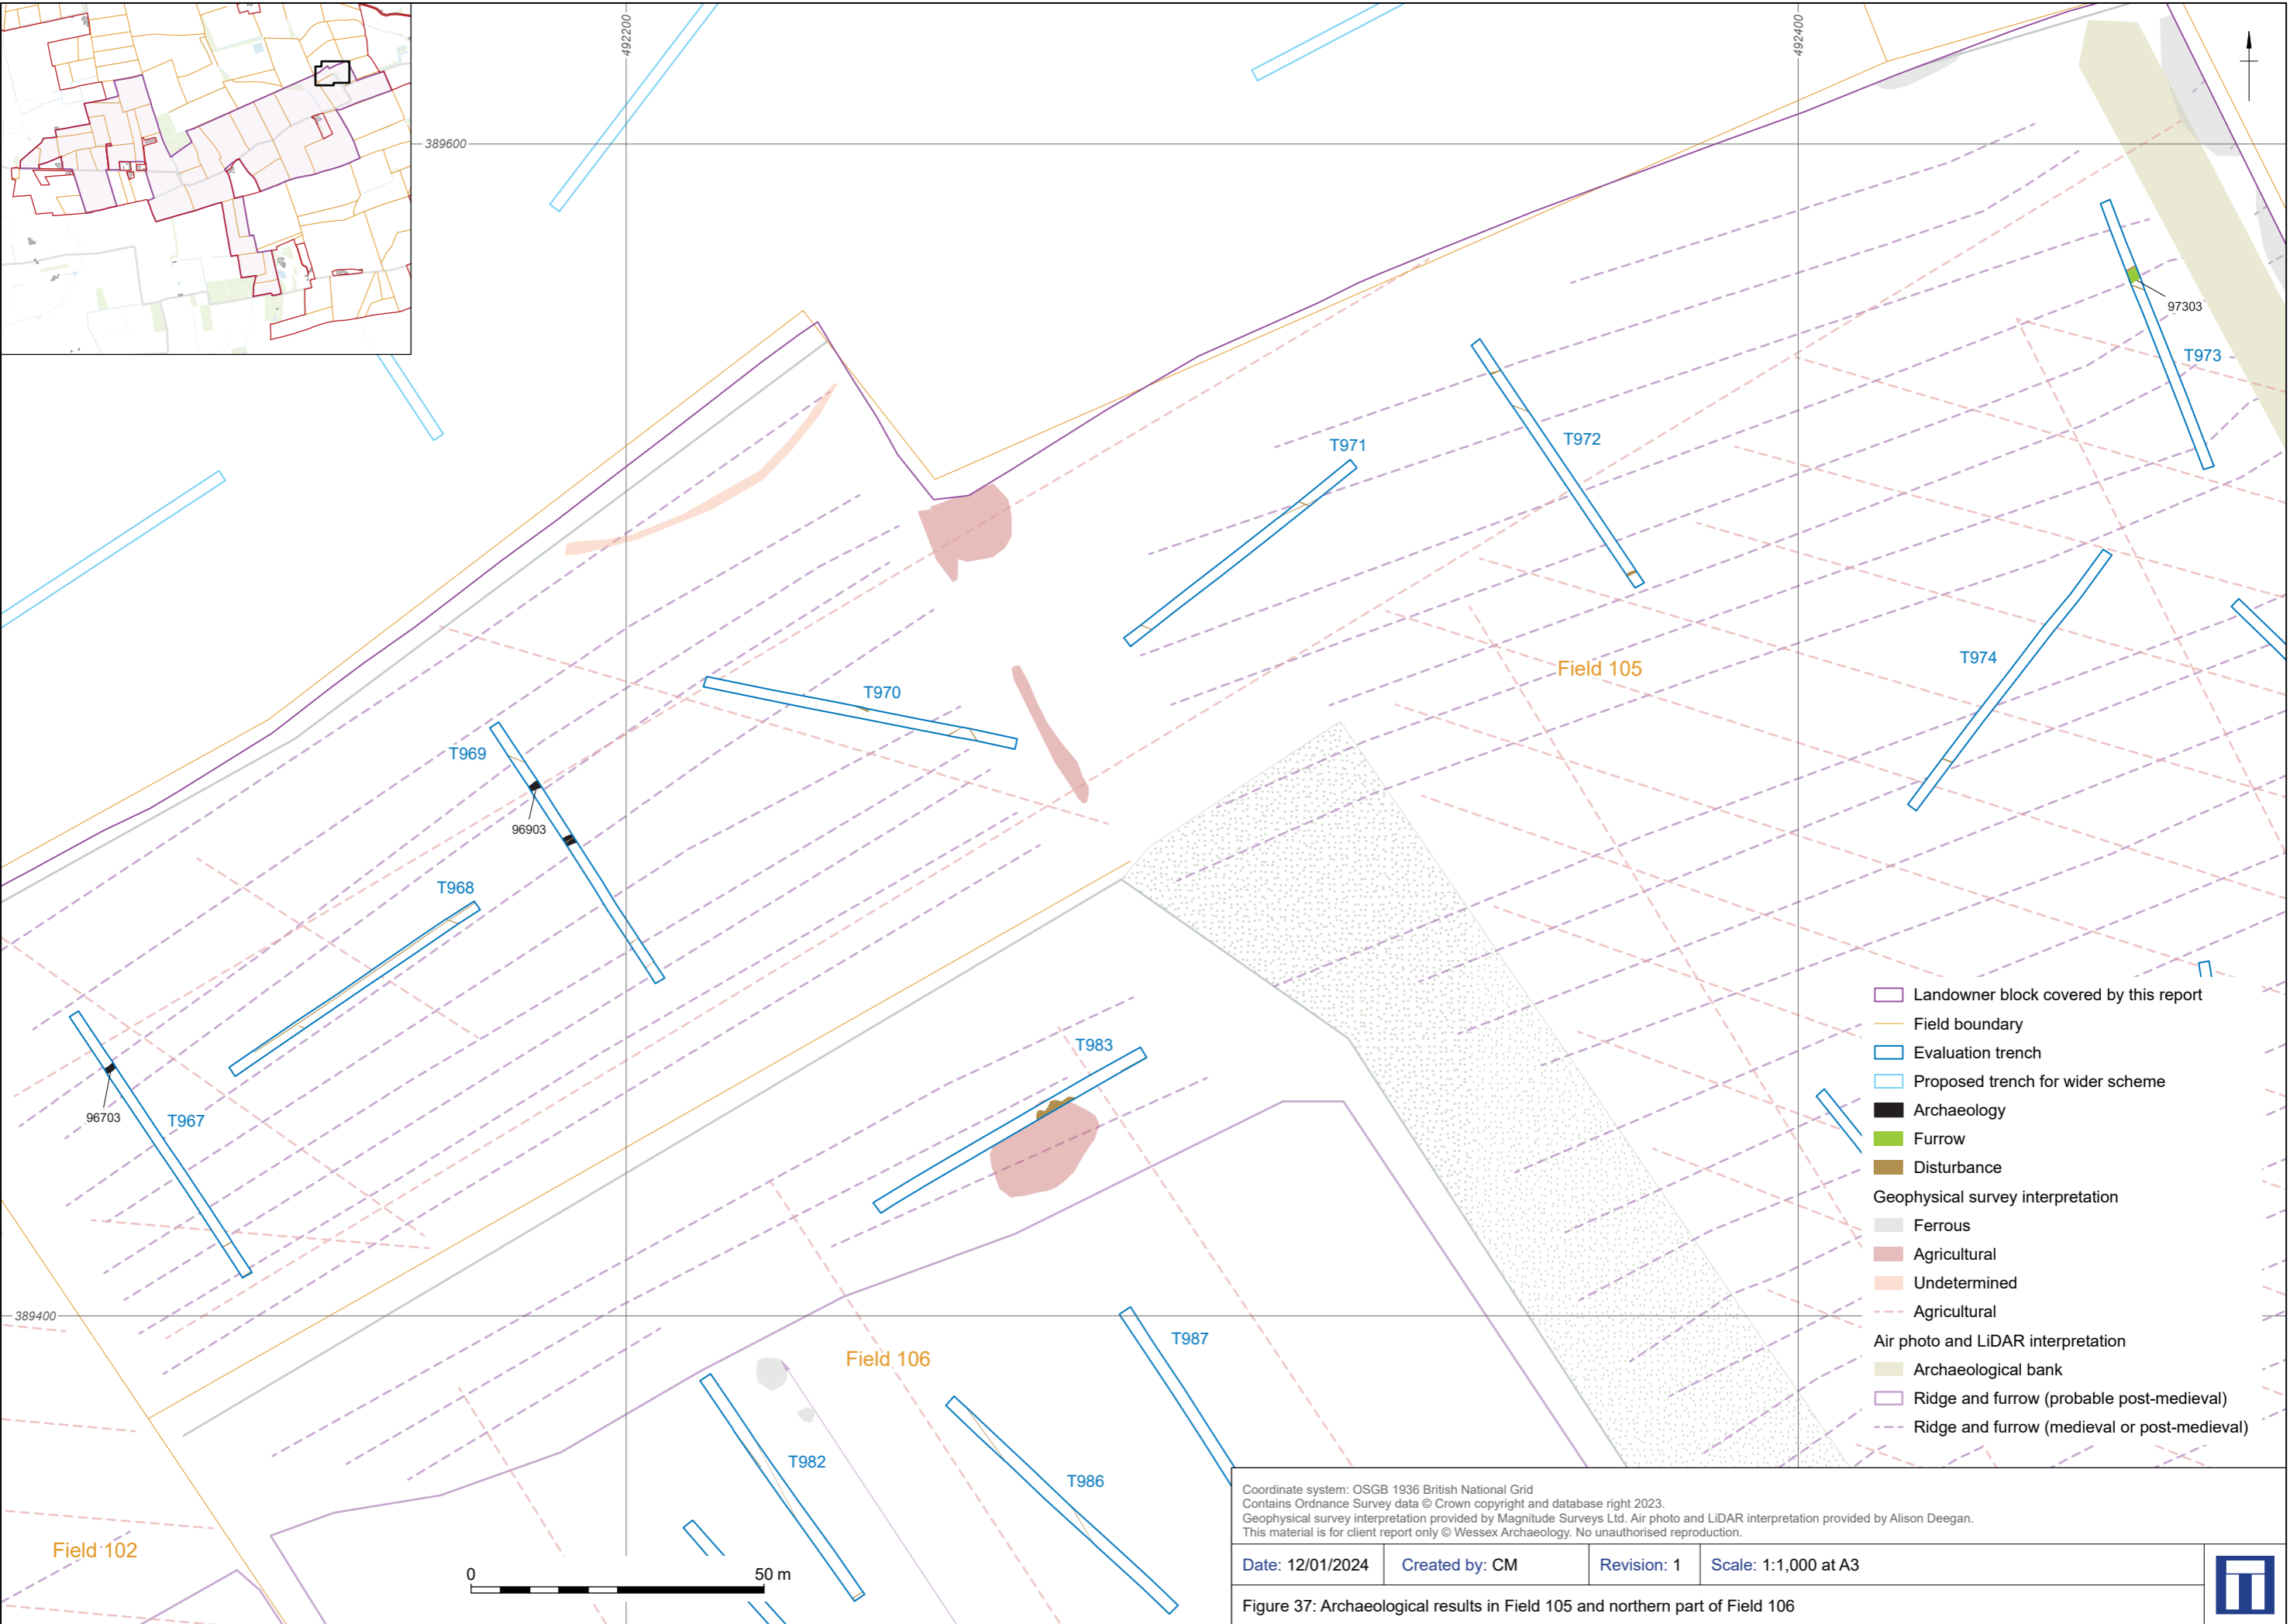 492200
492400
389600
97303
T973
T971
T972
Field 105
T974
T970
T969
96903
T968
T983
96703
T967
389400
Field 106
T987
T982
T986
Field 102
0 50 m
Landowner block covered by this report
Field boundary
Evaluation trench
Proposed trench for wider scheme
Archaeology
Furrow
Disturbance
Geophysical survey interpretation
Ferrous
Agricultural
Undetermined
Agricultural
Air photo and LiDAR interpretation
Archaeological bank
Ridge and furrow (probable post-medieval)
Ridge and furrow (medieval or post-medieval)
Coordinate system: OSGB 1936 British National Grid
Contains Ordnance Survey data © Crown copyright and database right 2023.
Geophysical survey interpretation provided by Magnitude Surveys Ltd. Air photo and LiDAR interpretation provided by Alison Deegan.
This material is for client report only © Wessex Archaeology. No unauthorised reproduction.
Date: 12/01/2024 Created by: CM Revision: 1 Scale: 1:1,000 at A3
Figure 37: Archaeological results in Field 105 and northern part of Field 106